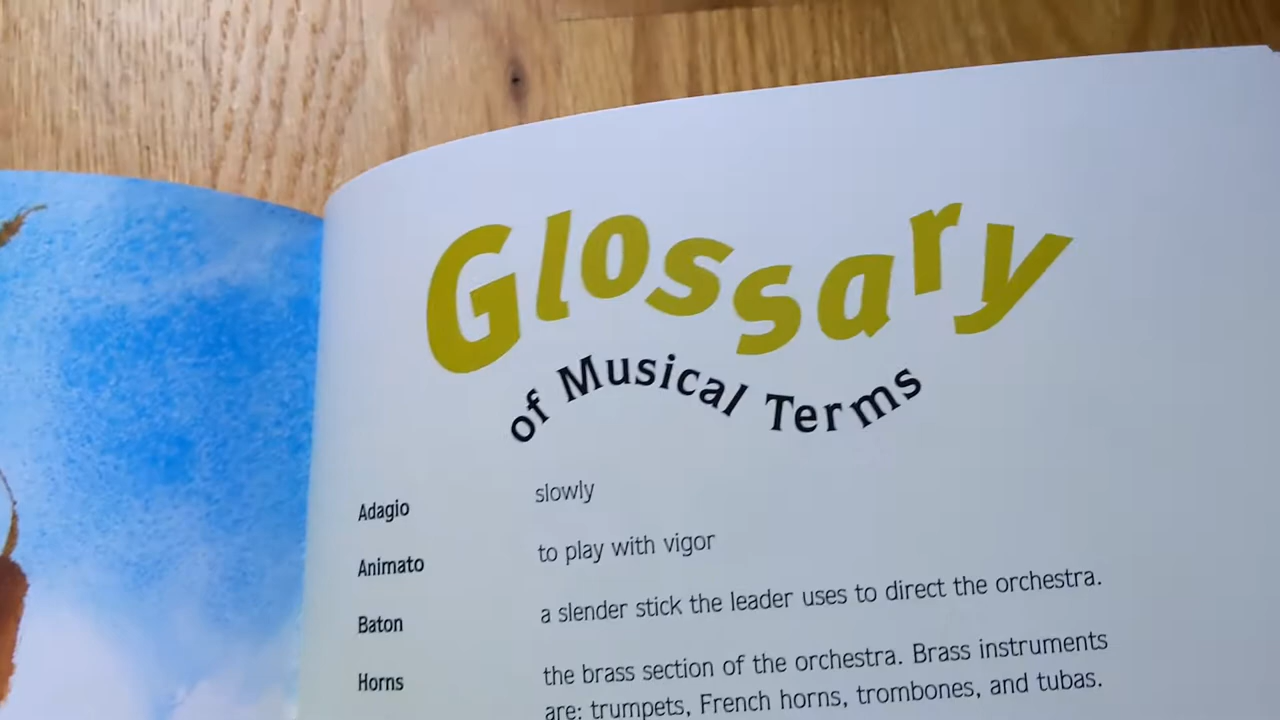 Glossary
of Musical Terms
Adagio slowly
Animato to play with vigor
Baton a slender stick the leader uses to direct the orchestra.
Horns the brass section of the orchestra. Brass instruments
are: trumpets, French horns, trombones, and tubas.